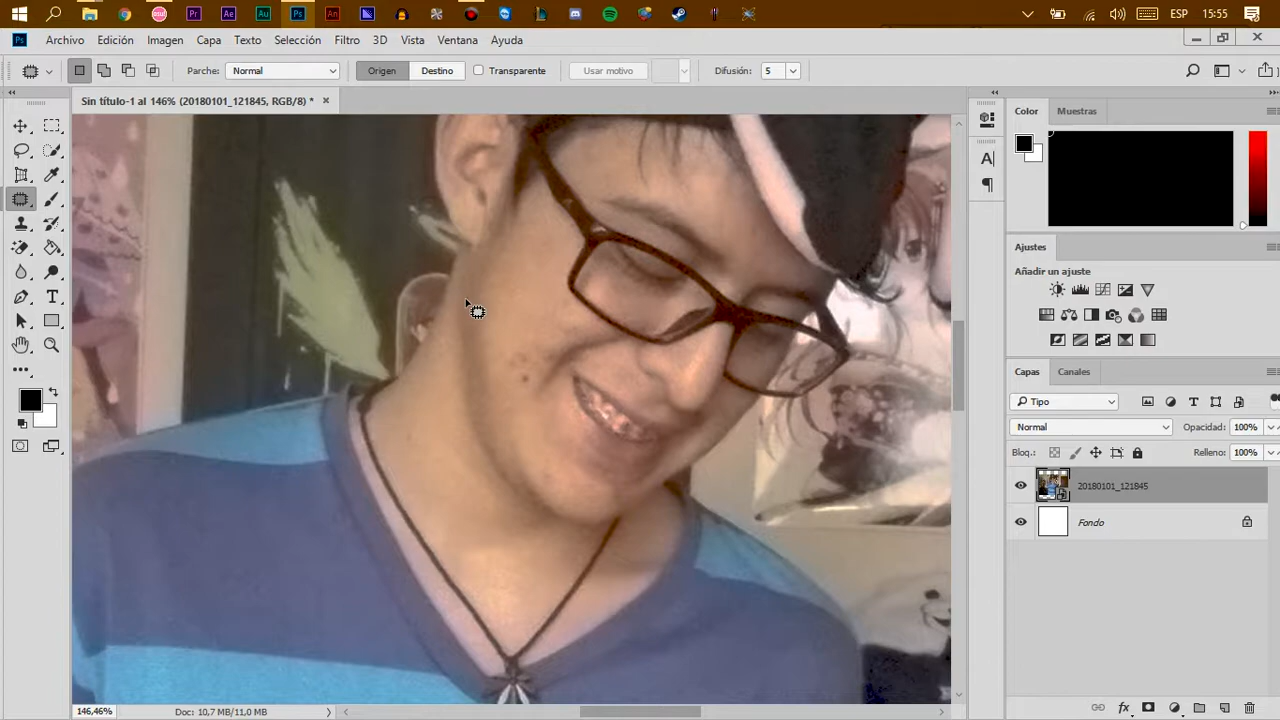 ESP 15:55
Ps Archivo Edición Imagen Capa Texto Selección Filtro 3D Vista Ventana Ayuda
Parche: Normal Origen Destino Transparente Usar motivo Difusión: 5
Sin título-1 al 146% (20180101_121845, RGB/8) *
Color Muestras
Ajustes
Añadir un ajuste
Capas Canales
Tipo
Normal Opacidad: 100%
Bloq.: Relleno: 100%
20180101_121845
Fondo
146,46% Doc: 10,7 MB/11,0 MB